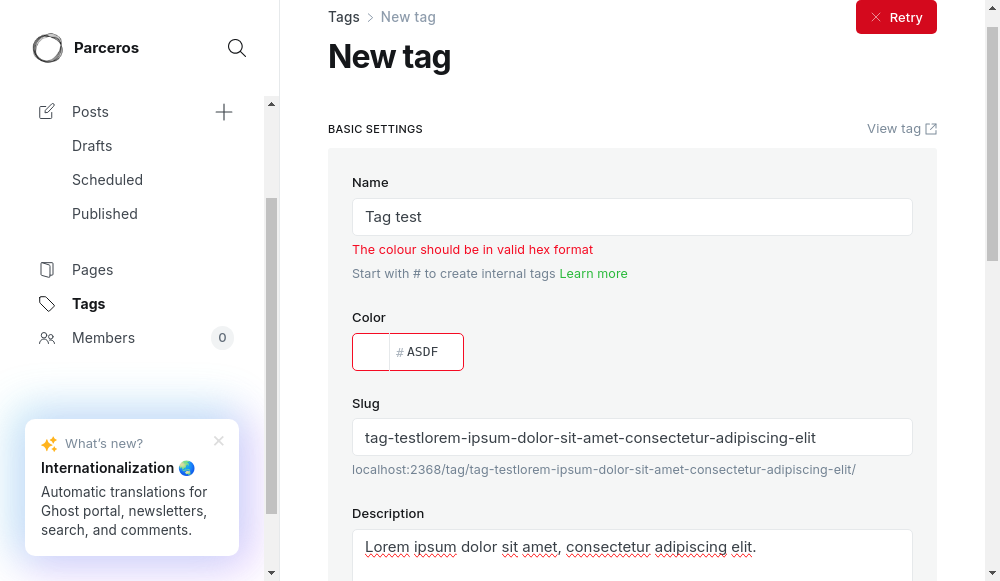 Parceros
Posts
Drafts
Scheduled
Published
Pages
Tags
Members
0
What's new?
Internationalization 🌏
Automatic translations for
Ghost portal, newsletters,
search, and comments.
Tags > New tag
Retry
New tag
BASIC SETTINGS
View tag
Name
Tag test
The colour should be in valid hex format
Start with # to create internal tags Learn more
Color
# ASDF
Slug
tag-testlorem-ipsum-dolor-sit-amet-consectetur-adipiscing-elit
localhost:2368/tag/tag-testlorem-ipsum-dolor-sit-amet-consectetur-adipiscing-elit/
Description
Lorem ipsum dolor sit amet, consectetur adipiscing elit.